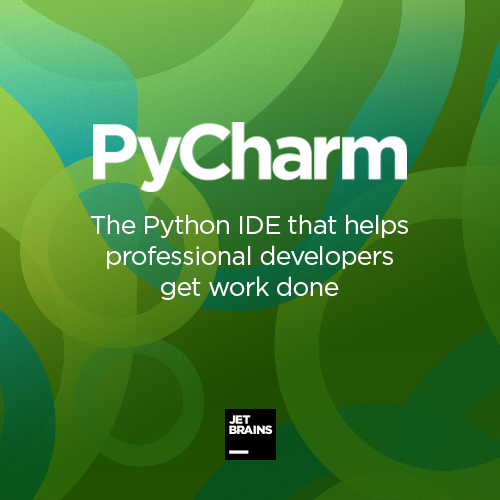 PyCharm
The Python IDE that helps
professional developers
get work done
JET
BRAINS